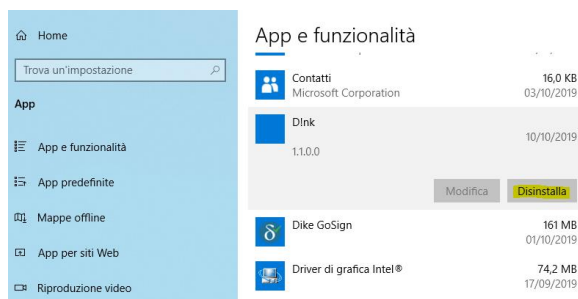 Home
Trova un'impostazione
App
App e funzionalità
App predefinite
Mappe offline
App per siti Web
Riproduzione video
App e funzionalità
Contatti 16,0 KB
Microsoft Corporation 03/10/2019
D!nk
10/10/2019
1.1.0.0
Modifica Disinstalla
Dike GoSign 161 MB
01/10/2019
Driver di grafica Intel® 74,2 MB
17/09/2019